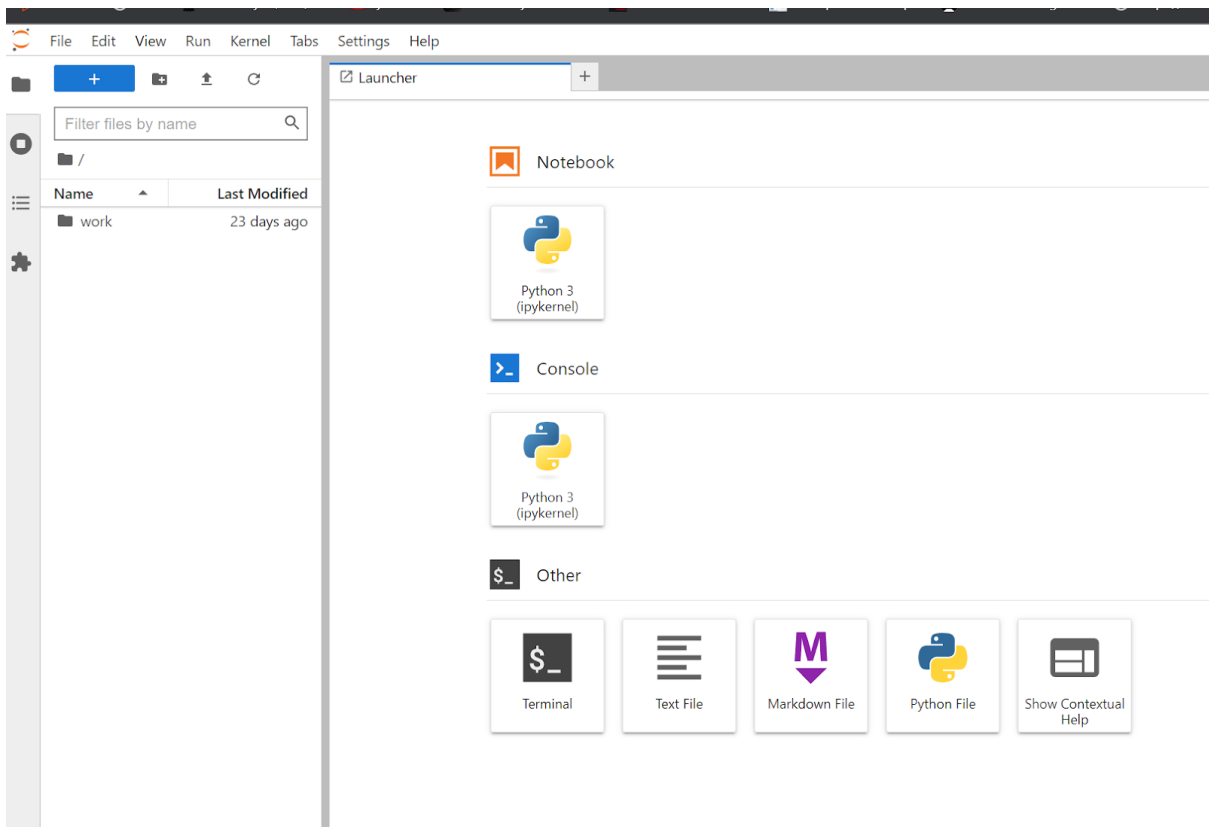 File Edit View Run Kernel Tabs Settings Help
+
Launcher
+
Filter files by name
/
Name Last Modified
work 23 days ago
Notebook
Python 3
(ipykernel)
>_ Console
Python 3
(ipykernel)
$_ Other
$_
M
Terminal Text File Markdown File Python File Show Contextual
Help